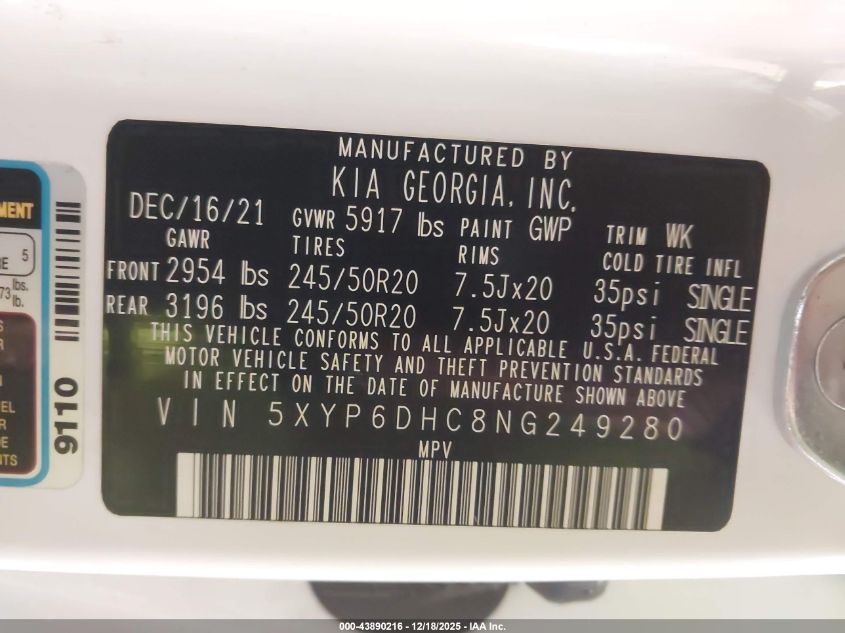 MANUFACTURED BY
KIA GEORGIA, INC.
DEC/16/21 GVWR 5917 lbs PAINT GWP TRIM WK
GAWR TIRES RIMS COLD TIRE INFL
FRONT 2954 lbs 245/50R20 7.5Jx20 35psi SINGLE
REAR 3196 lbs 245/50R20 7.5Jx20 35psi SINGLE
THIS VEHICLE CONFORMS TO ALL APPLICABLE U.S.A. FEDERAL
MOTOR VEHICLE SAFETY AND THEFT PREVENTION STANDARDS
IN EFFECT ON THE DATE OF MANUFACTURE SHOWN ABOVE
VIN 5XYP6DHC8NG249280
MPV
9110
5
lbs.
lb.
000-43890216 - 12/18/2025 - IAA Inc.